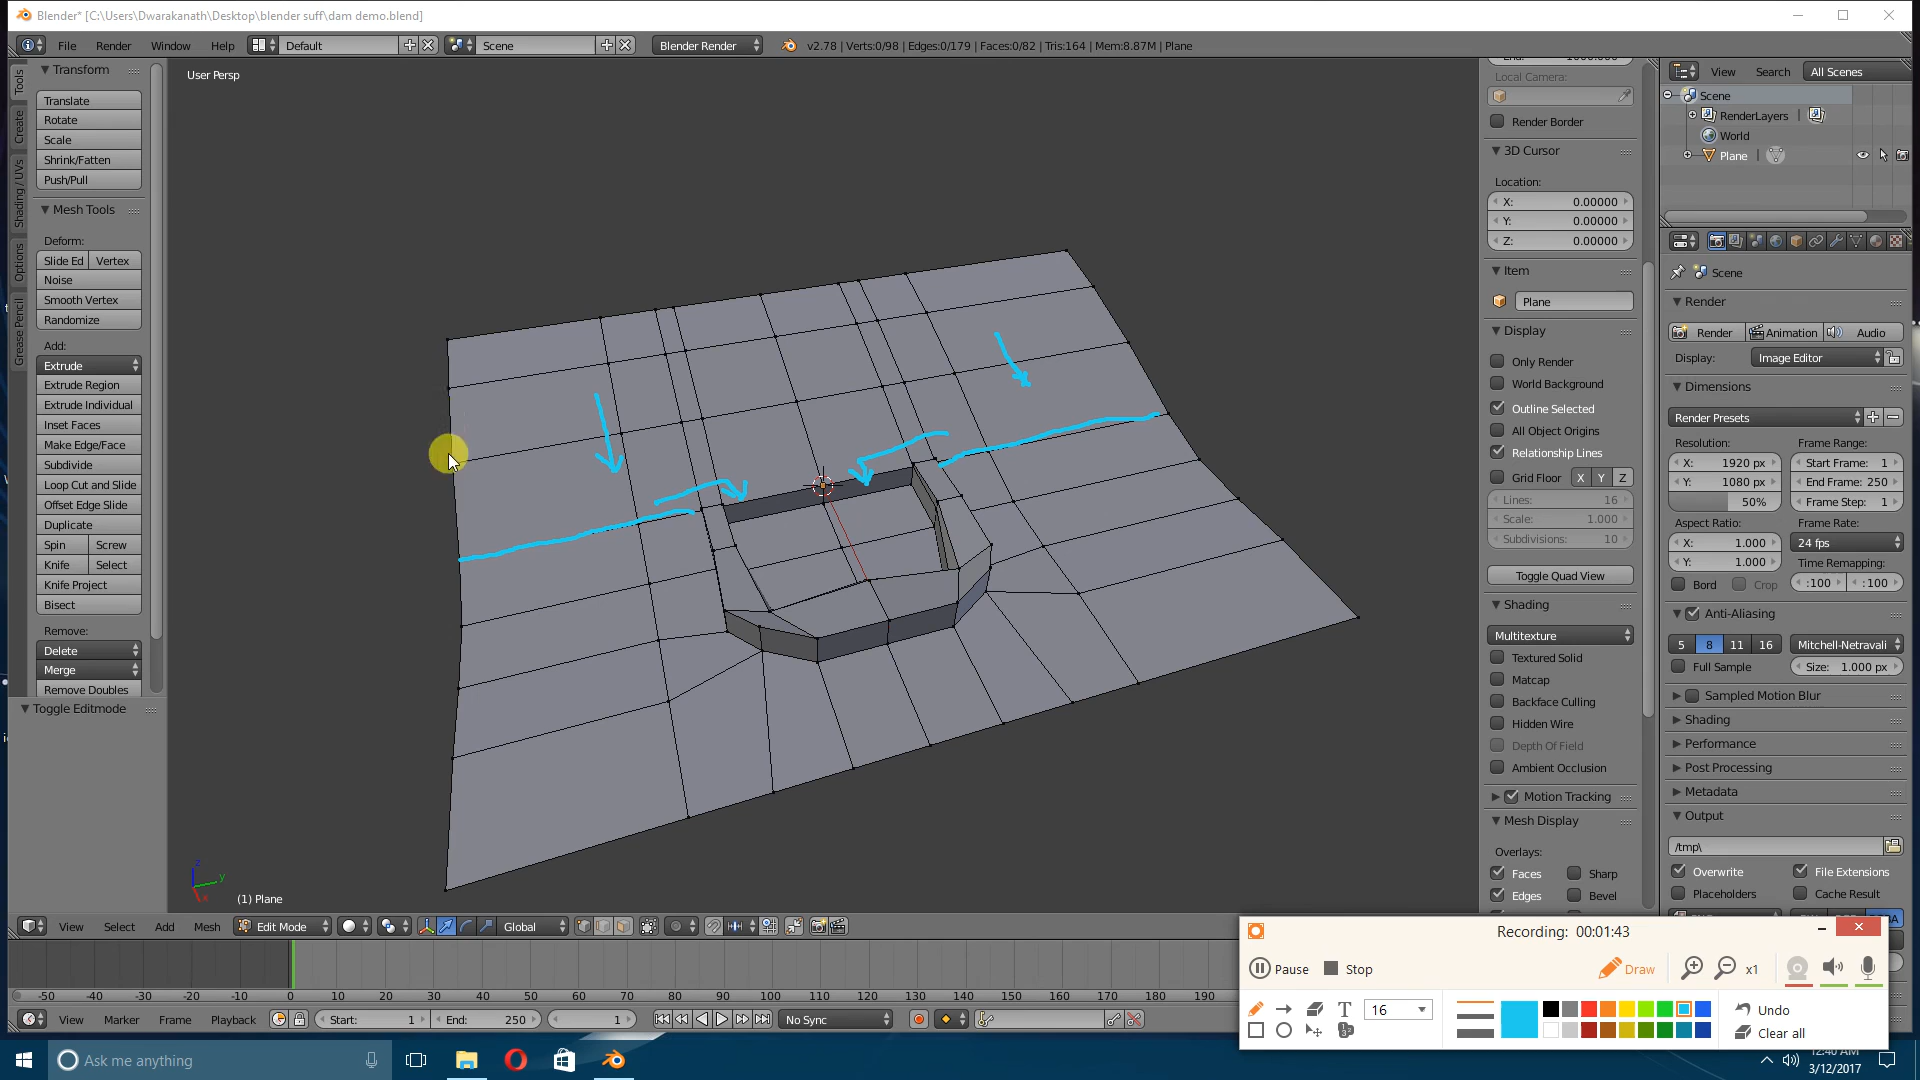 Blender* [C:\Users\Dwarakanath\Desktop\blender suff\dam demo.blend]
File Render Window Help Default Scene Blender Render v2.78 | Verts:0/98 | Edges:0/179 | Faces:0/82 | Tris:164 | Mem:8.87M | Plane
Tools
Create
Shading / UVs
Options
Grease Pencil
Transform
Translate
Rotate
Scale
Shrink/Fatten
Push/Pull
Mesh Tools
Deform:
Slide Ed Vertex
Noise
Smooth Vertex
Randomize
Add:
Extrude
Extrude Region
Extrude Individual
Inset Faces
Make Edge/Face
Subdivide
Loop Cut and Slide
Offset Edge Slide
Duplicate
Spin Screw
Knife Select
Knife Project
Bisect
Remove:
Delete
Merge
Remove Doubles
Toggle Editmode
User Persp
z
y
x
(1) Plane
Local Camera:
Render Border
3D Cursor
Location:
X: 0.00000
Y: 0.00000
Z: 0.00000
Item
Plane
Display
Only Render
World Background
Outline Selected
All Object Origins
Relationship Lines
Grid Floor X Y Z
Lines: 16
Scale: 1.000
Subdivisions: 10
Toggle Quad View
Shading
Multitexture
Textured Solid
Matcap
Backface Culling
Hidden Wire
Depth Of Field
Ambient Occlusion
Motion Tracking
Mesh Display
Overlays:
Faces Sharp
Edges Bevel
View Search All Scenes
Scene
RenderLayers
World
Plane
Scene
Render
Render Animation Audio
Display: Image Editor
Dimensions
Render Presets
Resolution: Frame Range:
X: 1920 px Start Frame: 1
Y: 1080 px End Frame: 250
50% Frame Step: 1
Aspect Ratio: Frame Rate:
X: 1.000 24 fps
Y: 1.000 Time Remapping:
Bord Crop :100 :100
Anti-Aliasing
5 8 11 16 Mitchell-Netravali
Full Sample Size: 1.000 px
Sampled Motion Blur
Shading
Performance
Post Processing
Metadata
Output
/tmp\
Overwrite File Extensions
Placeholders Cache Result
View Select Add Mesh Edit Mode Global
-50 -40 -30 -20 -10 0 10 20 30 40 50 60 70 80 90 100 110 120 130 140 150 160 170 180 190
View Marker Frame Playback Start: 1 End: 250 1 No Sync
Recording: 00:01:43
Pause Stop Draw x1
T 16 Undo
Clear all
Ask me anything
12:40 AM
3/12/2017